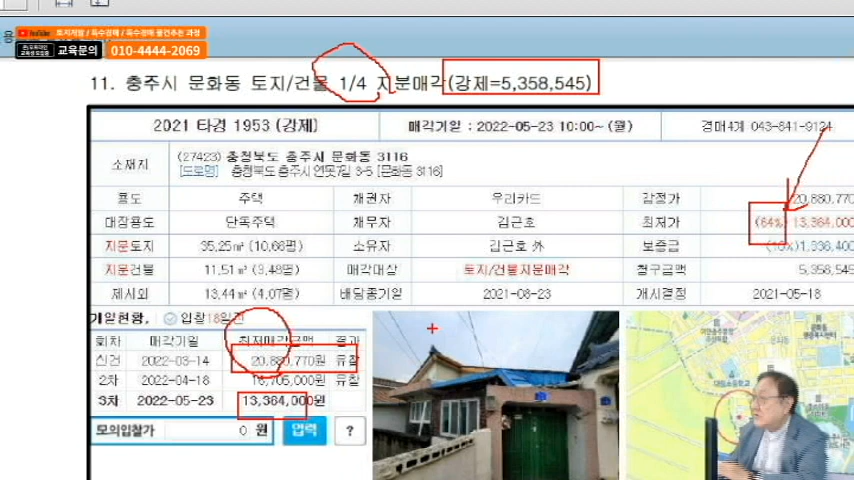 YouTube 토지개발 / 특수경매 / 특수경매 물건추천 과정
교육문의 010-4444-2069
11. 충주시 문화동 토지/건물 1/4 지분매각(강제=5,358,545)
2021 타경 1953 (강제) 매각기일 : 2022-05-23 10:00~ (월) 경매4계 043-841-9124
소재지 (27423) 충청북도 충주시 문화동 3116
[도로명] 충청북도 충주시 연못7길 3-5 [문화동 3116]
용도 주택 채권자 우리카드 감정가 20,880,770
대장용도 단독주택 채무자 김근호 최저가 (64%) 13,364,000
지분토지 35,25㎡ (10,66평) 소유자 김근호 외 보증금 (10%)1,336,400
지분건물 11,51㎡ (3,48평) 매각대상 토지/건물지분매각 청구금액 5,358,545
제시외 13,44㎡ (4,07평) 배당종기일 2021-08-23 개시결정 2021-05-18
기일현황, 입찰18일전
회차 매각기일 최저매각금액 결과
신건 2022-03-14 20,880,770원 유찰
2차 2022-04-18 16,705,000원 유찰
3차 2022-05-23 13,364,000원
모의입찰가 0 원 입력 ?